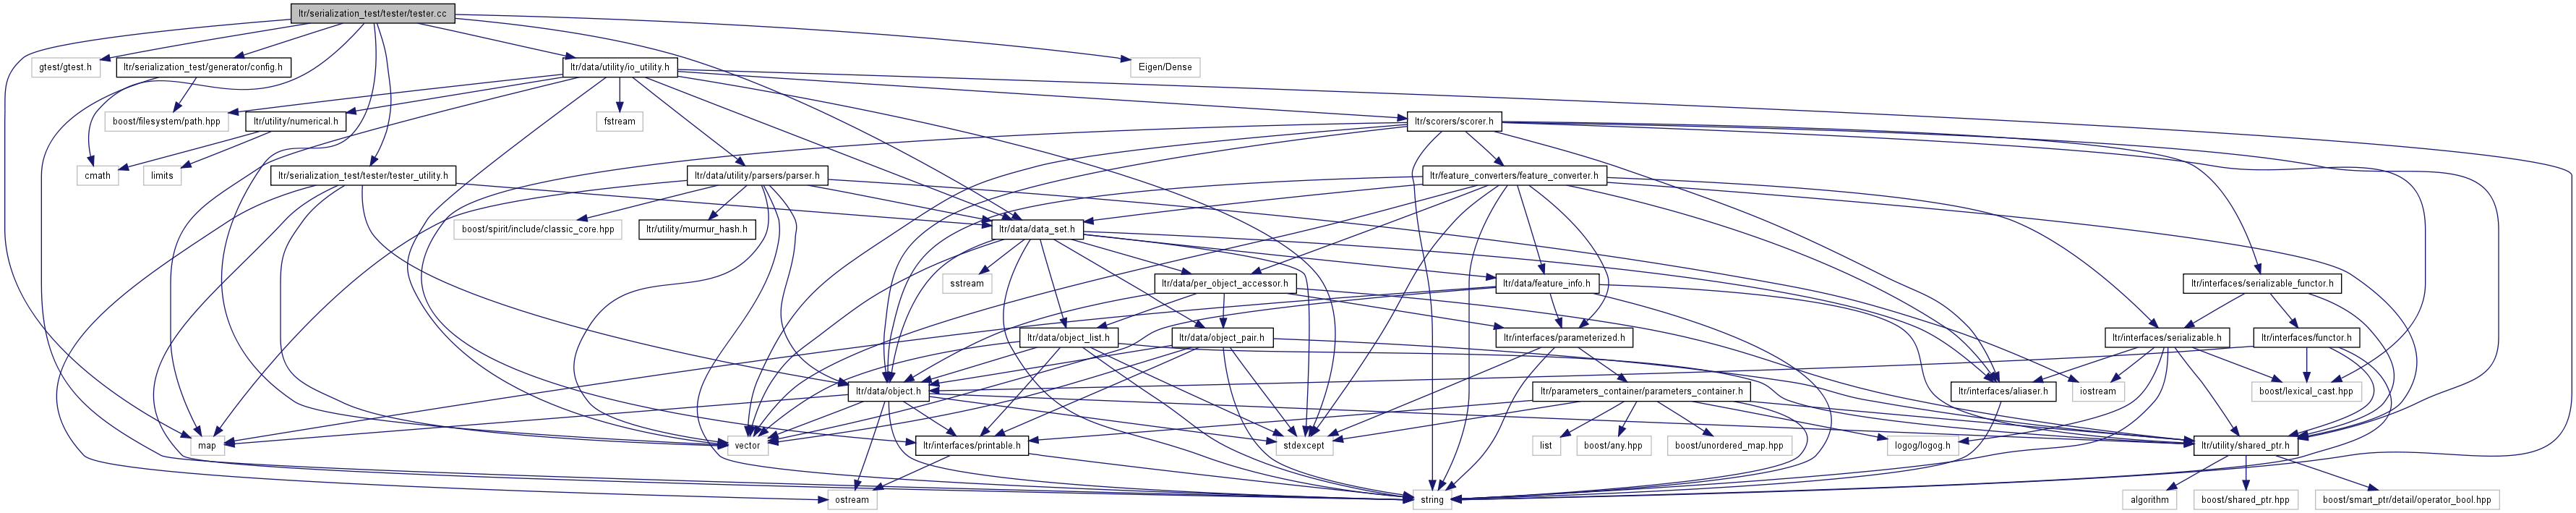 ltr/serialization_test/tester/tester.cc
gtest/gtest.h
ltr/serialization_test/generator/config.h
ltr/data/utility/io_utility.h
Eigen/Dense
boost/filesystem/path.hpp
ltr/utility/numerical.h
fstream
ltr/scorers/scorer.h
cmath
limits
ltr/serialization_test/tester/tester_utility.h
ltr/data/utility/parsers/parser.h
ltr/feature_converters/feature_converter.h
boost/spirit/include/classic_core.hpp
ltr/utility/murmur_hash.h
ltr/data/data_set.h
sstream
ltr/data/per_object_accessor.h
ltr/data/feature_info.h
ltr/interfaces/serializable_functor.h
ltr/data/object_list.h
ltr/data/object_pair.h
ltr/interfaces/parameterized.h
ltr/interfaces/serializable.h
ltr/interfaces/functor.h
ltr/data/object.h
ltr/parameters_container/parameters_container.h
ltr/interfaces/aliaser.h
iostream
boost/lexical_cast.hpp
map
vector
ltr/interfaces/printable.h
stdexcept
list
boost/any.hpp
boost/unordered_map.hpp
logog/logog.h
ltr/utility/shared_ptr.h
ostream
string
algorithm
boost/shared_ptr.hpp
boost/smart_ptr/detail/operator_bool.hpp